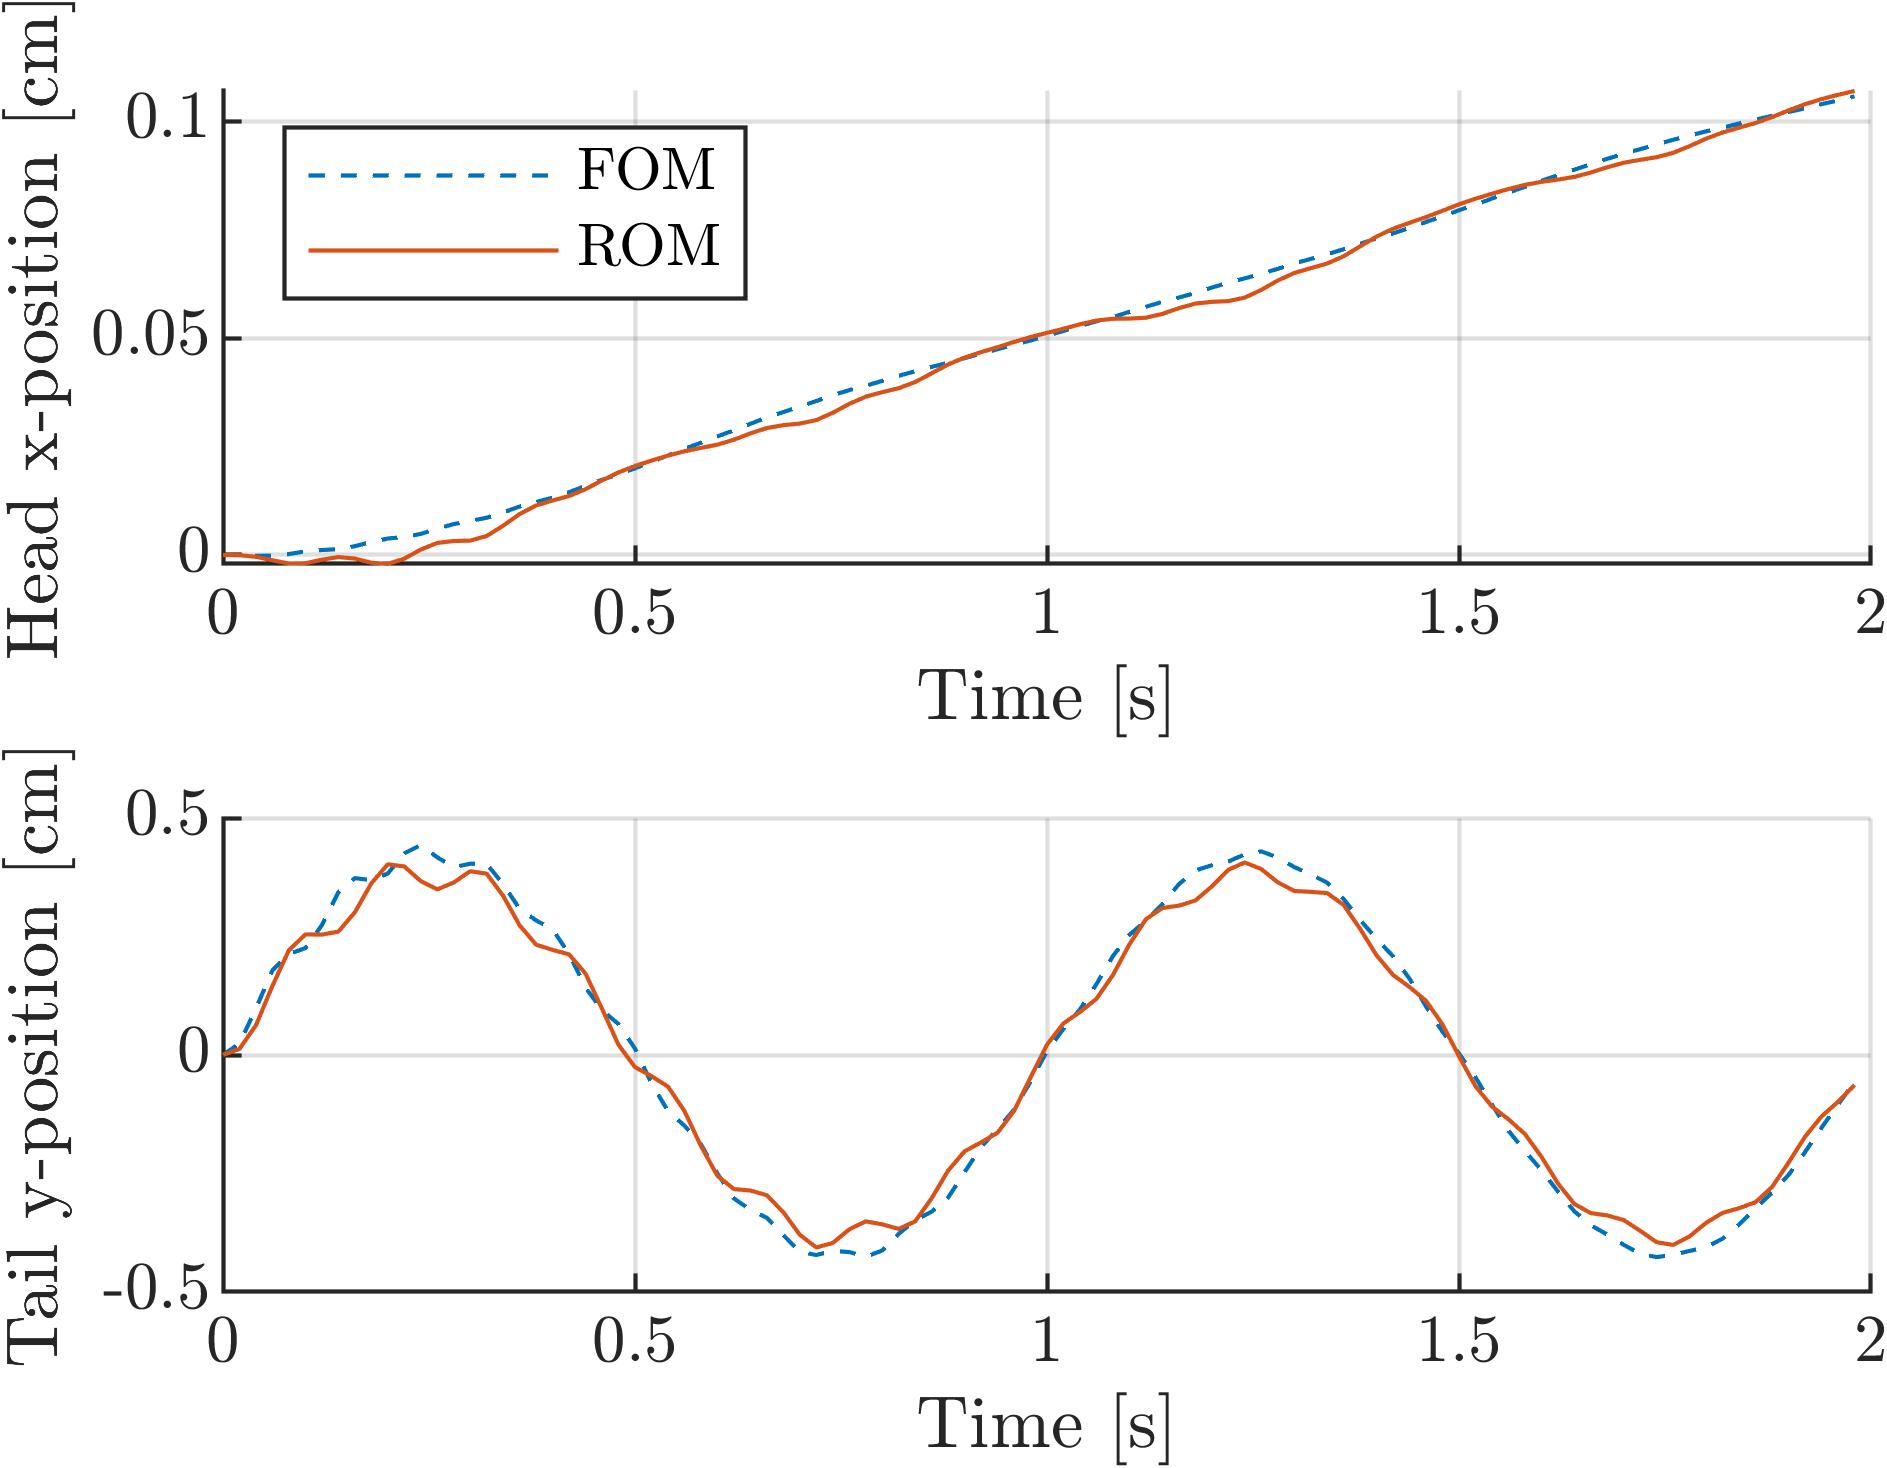 Head x-position [cm]
0.1
0.05
0
FOM
ROM
0 0.5 1 1.5 2
Time [s]
Tail y-position [cm]
0.5
0
-0.5
0 0.5 1 1.5 2
Time [s]